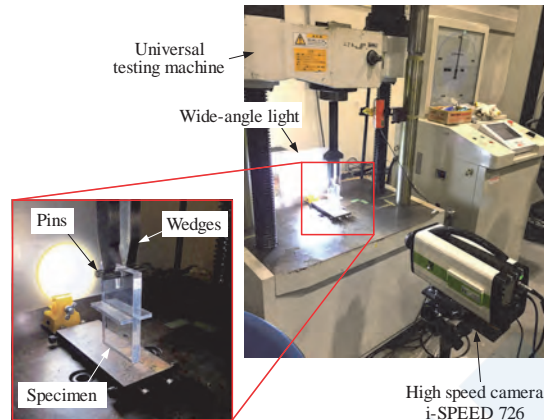 Universal
testing machine
Wide-angle light
Pins
Wedges
Specimen
High speed camera
i-SPEED 726